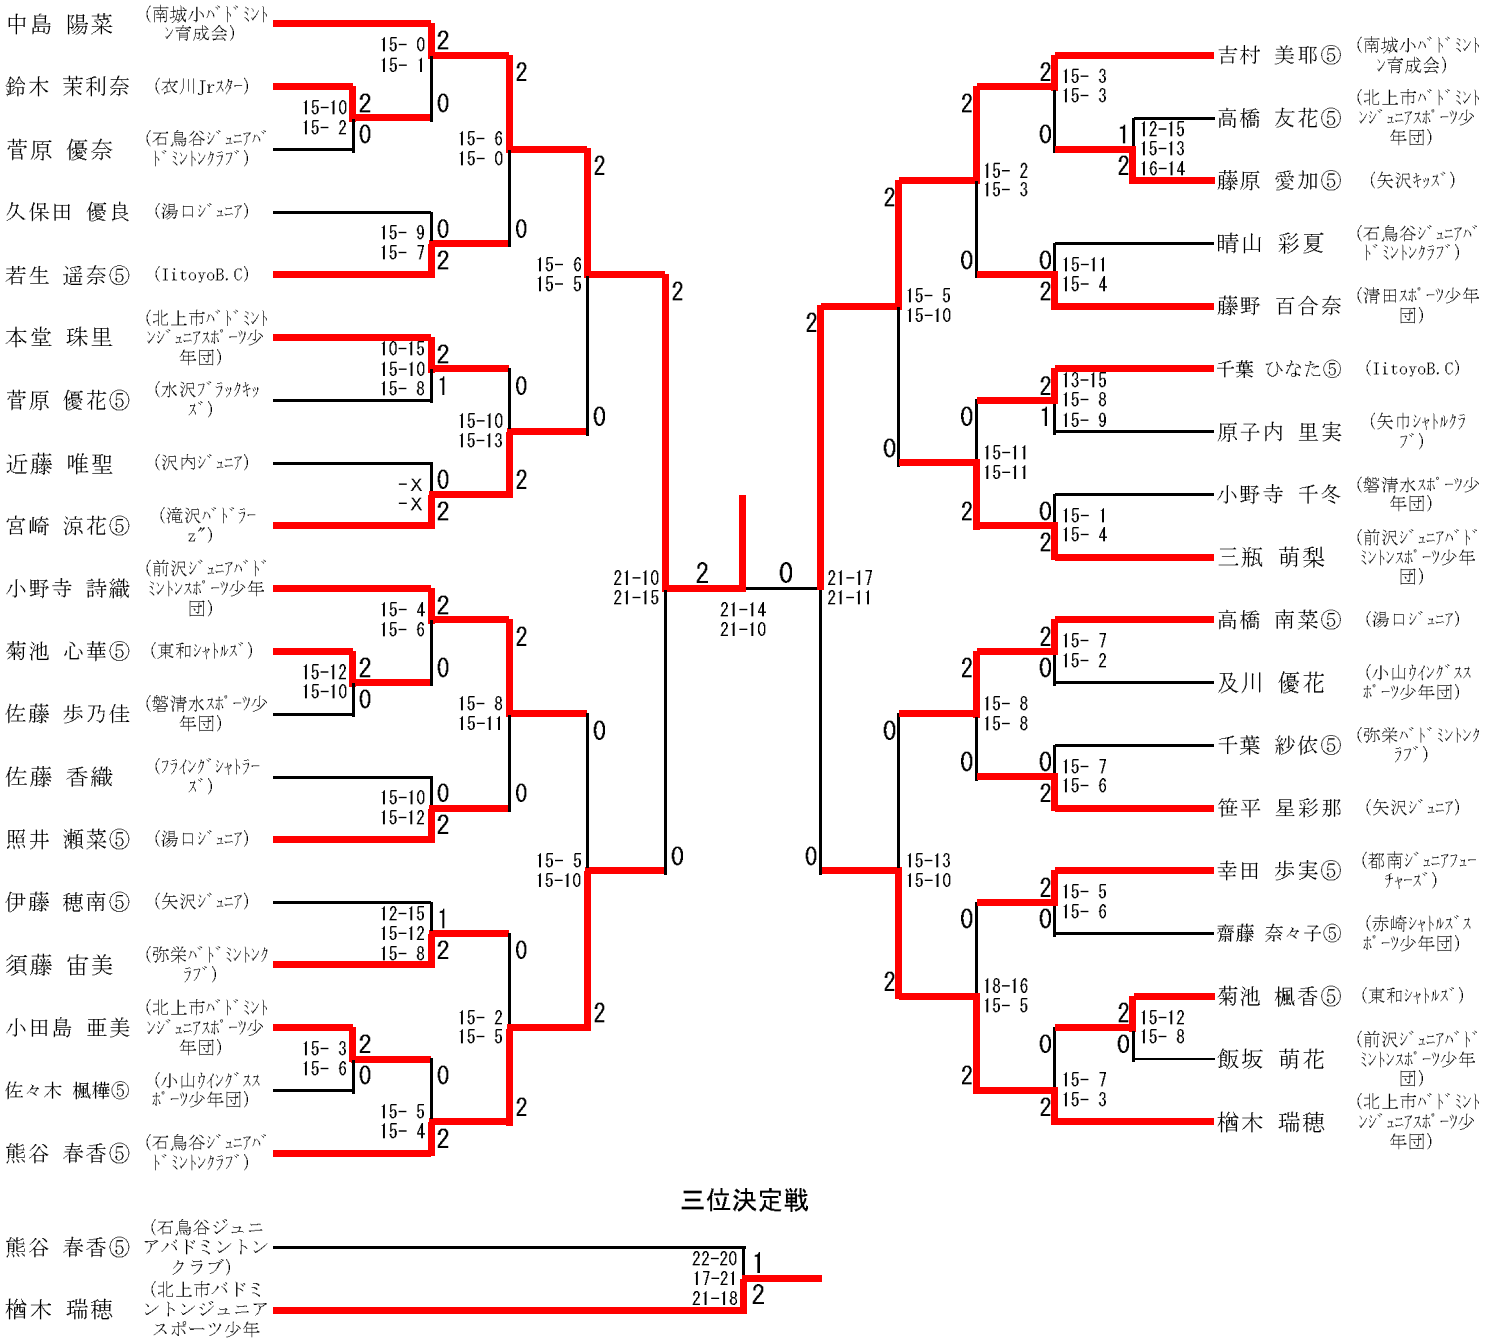 中島 陽菜 (南城小ﾊﾞﾄﾞﾐﾝﾄ
ﾝ育成会)
鈴木 茉利奈 (衣川Jrｽﾀｰ)
菅原 優奈 (石鳥谷ｼﾞｭﾆｱﾊﾞ
ﾄﾞﾐﾝﾄﾝｸﾗﾌﾞ)
久保田 優良 (湯口ｼﾞｭﾆｱ)
若生 遥奈⑤ (IitoyoB.C)
本堂 珠里 (北上市ﾊﾞﾄﾞﾐﾝﾄ
ﾝｼﾞｭﾆｱｽﾎﾟｰﾂ少
年団)
菅原 優花⑤ (水沢ﾌﾞﾗｯｸｷｯ
ｽﾞ)
近藤 唯聖 (沢内ｼﾞｭﾆｱ)
宮崎 涼花⑤ (滝沢ﾊﾞﾄﾞﾗｰ
z〃)
小野寺 詩織 (前沢ｼﾞｭﾆｱﾊﾞﾄﾞ
ﾐﾝﾄﾝｽﾎﾟｰﾂ少年
団)
菊池 心華⑤ (東和ｼｬﾄﾙｽﾞ)
佐藤 歩乃佳 (磐清水ｽﾎﾟｰﾂ少
年団)
佐藤 香織 (ﾌﾗｲﾝｸﾞｼｬﾄﾗｰ
ｽﾞ)
照井 瀬菜⑤ (湯口ｼﾞｭﾆｱ)
伊藤 穂南⑤ (矢沢ｼﾞｭﾆｱ)
須藤 宙美 (弥栄ﾊﾞﾄﾞﾐﾝﾄﾝｸ
ﾗﾌﾞ)
小田島 亜美 (北上市ﾊﾞﾄﾞﾐﾝﾄ
ﾝｼﾞｭﾆｱｽﾎﾟｰﾂ少
年団)
佐々木 楓樺⑤ (小山ｳｲﾝｸﾞｽｽ
ﾎﾟｰﾂ少年団)
熊谷 春香⑤ (石鳥谷ｼﾞｭﾆｱﾊﾞ
ﾄﾞﾐﾝﾄﾝｸﾗﾌﾞ)
15-10
15- 2
2
0
15-12
15-10
2
0
15- 3
15- 6
2
0
15- 0
15- 1
2
0
15- 9
15- 7
0
2
10-15
15-10
15- 8
2
1
-X
-X
0
2
15- 4
15- 6
2
0
15-10
15-12
0
2
12-15
15-12
15- 8
1
2
15- 5
15- 4
0
2
15- 6
15- 0
2
0
15-10
15-13
0
2
15- 8
15-11
2
0
15- 2
15- 5
0
2
15- 6
15- 5
2
0
15- 5
15-10
0
2
21-10
21-15
2
0
2
0
21-14
21-10
21-17
21-11
2
0
15- 5
15-10
2
0
15-13
15-10
0
2
15- 2
15- 3
2
0
15-11
15-11
0
2
15- 8
15- 8
2
0
18-16
15- 5
0
2
15- 3
15- 3
2
0
15-11
15- 4
0
2
13-15
15- 8
15- 9
2
1
15- 1
15- 4
0
2
15- 7
15- 2
2
0
15- 7
15- 6
0
2
15- 5
15- 6
2
0
15- 7
15- 3
0
2
12-15
15-13
16-14
1
2
15-12
15- 8
2
0
吉村 美耶⑤ (南城小ﾊﾞﾄﾞﾐﾝﾄ
ﾝ育成会)
高橋 友花⑤ (北上市ﾊﾞﾄﾞﾐﾝﾄ
ﾝｼﾞｭﾆｱｽﾎﾟｰﾂ少
年団)
藤原 愛加⑤ (矢沢ｷｯｽﾞ)
晴山 彩夏 (石鳥谷ｼﾞｭﾆｱﾊﾞ
ﾄﾞﾐﾝﾄﾝｸﾗﾌﾞ)
藤野 百合奈 (清田ｽﾎﾟｰﾂ少年
団)
千葉 ひなた⑤ (IitoyoB.C)
原子内 里実 (矢巾ｼｬﾄﾙｸﾗ
ﾌﾞ)
小野寺 千冬 (磐清水ｽﾎﾟｰﾂ少
年団)
三瓶 萌梨 (前沢ｼﾞｭﾆｱﾊﾞﾄﾞ
ﾐﾝﾄﾝｽﾎﾟｰﾂ少年
団)
高橋 南菜⑤ (湯口ｼﾞｭﾆｱ)
及川 優花 (小山ｳｲﾝｸﾞｽｽ
ﾎﾟｰﾂ少年団)
千葉 紗依⑤ (弥栄ﾊﾞﾄﾞﾐﾝﾄﾝｸ
ﾗﾌﾞ)
笹平 星彩那 (矢沢ｼﾞｭﾆｱ)
幸田 歩実⑤ (都南ｼﾞｭﾆｱﾌｭｰ
ﾁｬｰｽﾞ)
齋藤 奈々子⑤ (赤崎ｼｬﾄﾙｽﾞｽ
ﾎﾟｰﾂ少年団)
菊池 楓香⑤ (東和ｼｬﾄﾙｽﾞ)
飯坂 萌花 (前沢ｼﾞｭﾆｱﾊﾞﾄﾞ
ﾐﾝﾄﾝｽﾎﾟｰﾂ少年
団)
楢木 瑞穂 (北上市ﾊﾞﾄﾞﾐﾝﾄ
ﾝｼﾞｭﾆｱｽﾎﾟｰﾂ少
年団)
三位決定戦
熊谷 春香⑤ (石鳥谷ジュニ
アバドミントン
クラブ)
楢木 瑞穂 (北上市バドミ
ントンジュニア
スポーツ少年
22-20
17-21
21-18
1
2